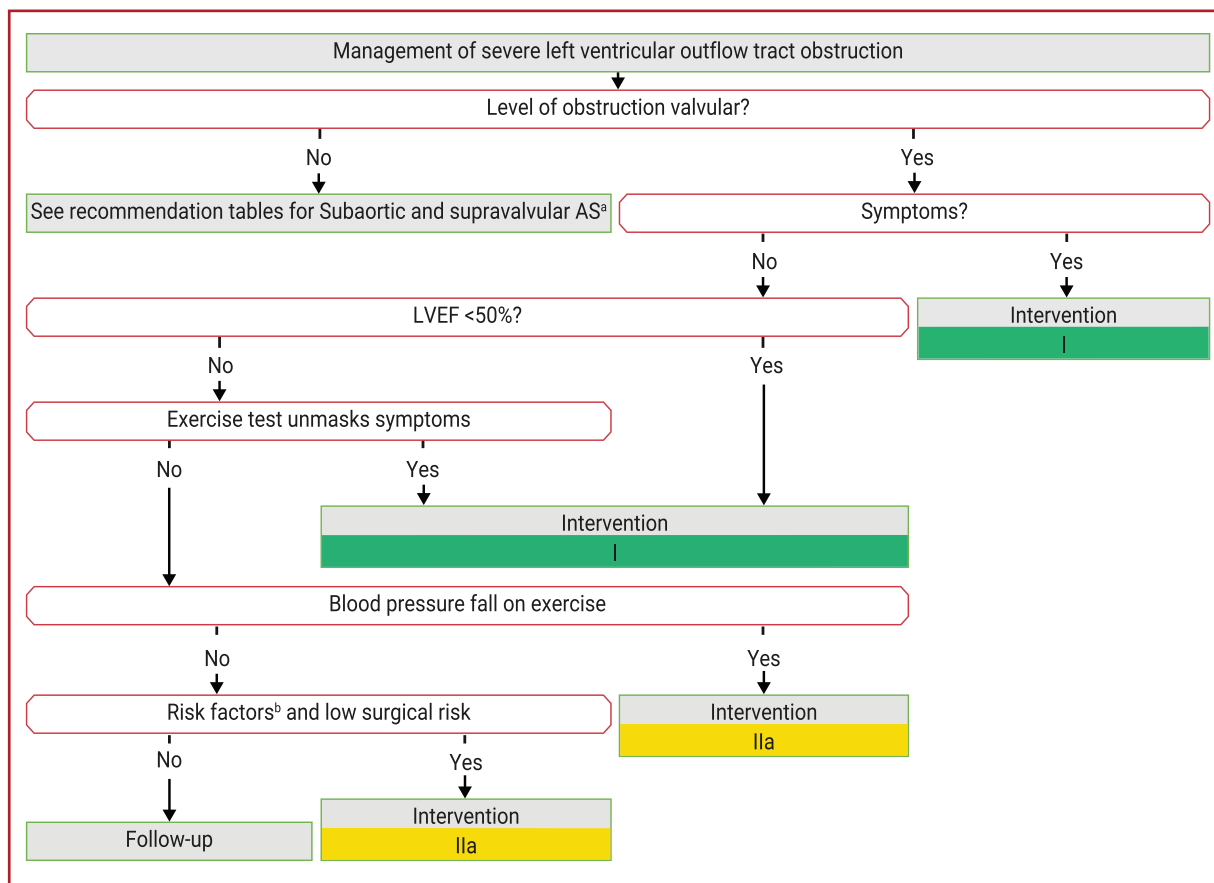 Management of severe left ventricular outflow tract obstruction
Level of obstruction valvular?
No
Yes
See recommendation tables for Subaortic and supravalvular ASᵃ
Symptoms?
No
Yes
LVEF <50%?
Intervention
I
No
Yes
Exercise test unmasks symptoms
No
Yes
Intervention
I
Blood pressure fall on exercise
No
Yes
Risk factorsᵇ and low surgical risk
Intervention
IIa
No
Yes
Intervention
IIa
Follow-up